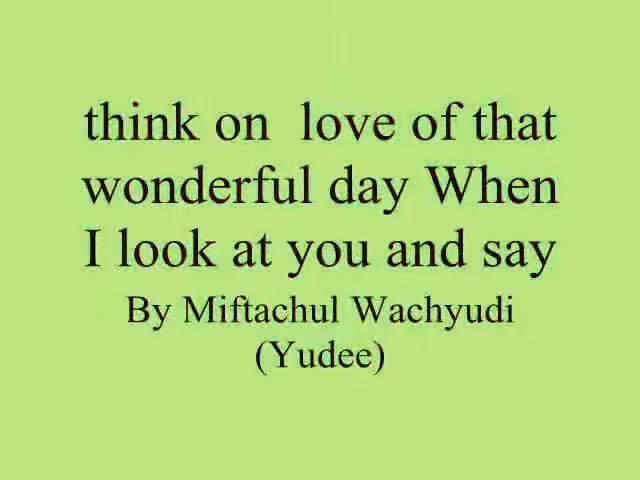 think on  love of that
wonderful day When
I look at you and say
By Miftachul Wachyudi
(Yudee)